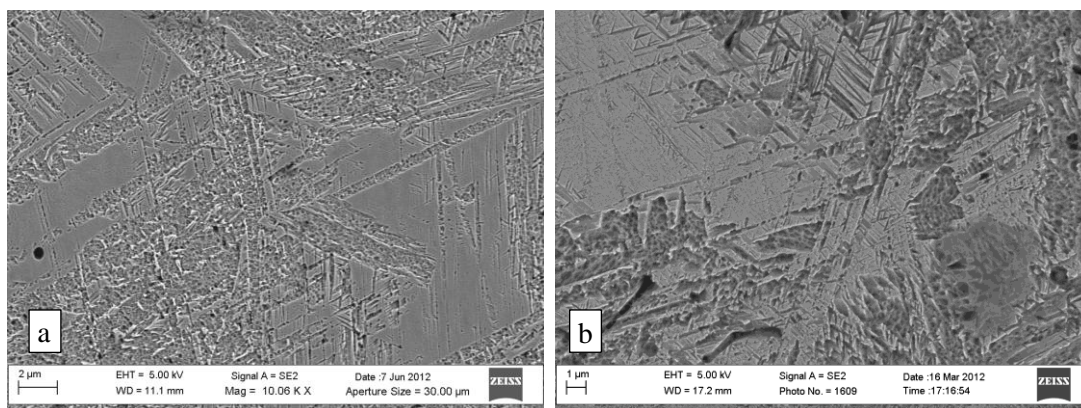 a
2 µm
EHT = 5.00 kV
WD = 11.1 mm
Signal A = SE2
Mag = 10.06 K X
Date :7 Jun 2012
Aperture Size = 30.00 µm
ZEISS
b
1 µm
EHT = 5.00 kV
WD = 17.2 mm
Signal A = SE2
Photo No. = 1609
Date :16 Mar 2012
Time :17:16:54
ZEISS